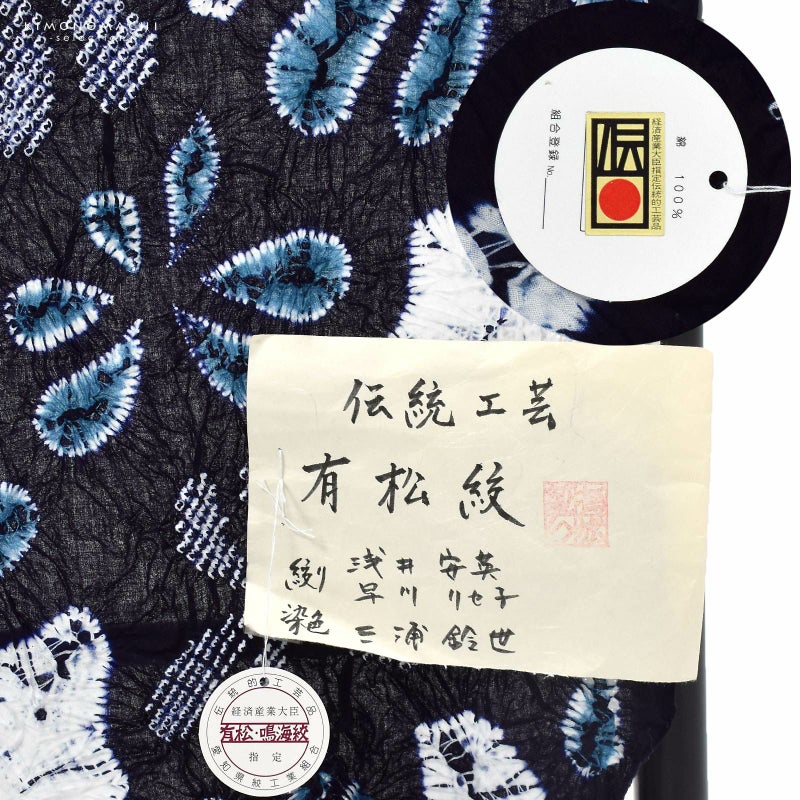 KIMONOMACHI
-selection-
綿 100%
経済産業大臣指定伝統的工芸品
伝
組合登録 No.
伝統工芸
有松絞
絞り 浅井安英
早川リセ子
染色 三浦鈴世
伝統的工芸品
経済産業大臣
有松・鳴海絞
指定
愛知県絞工業組合